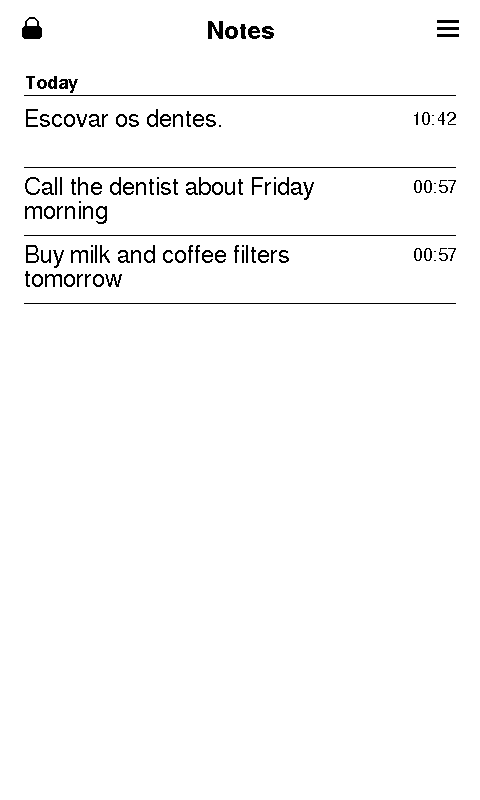 Notes
Today
Escovar os dentes.
10:42
Call the dentist about Friday
morning
00:57
Buy milk and coffee filters
tomorrow
00:57